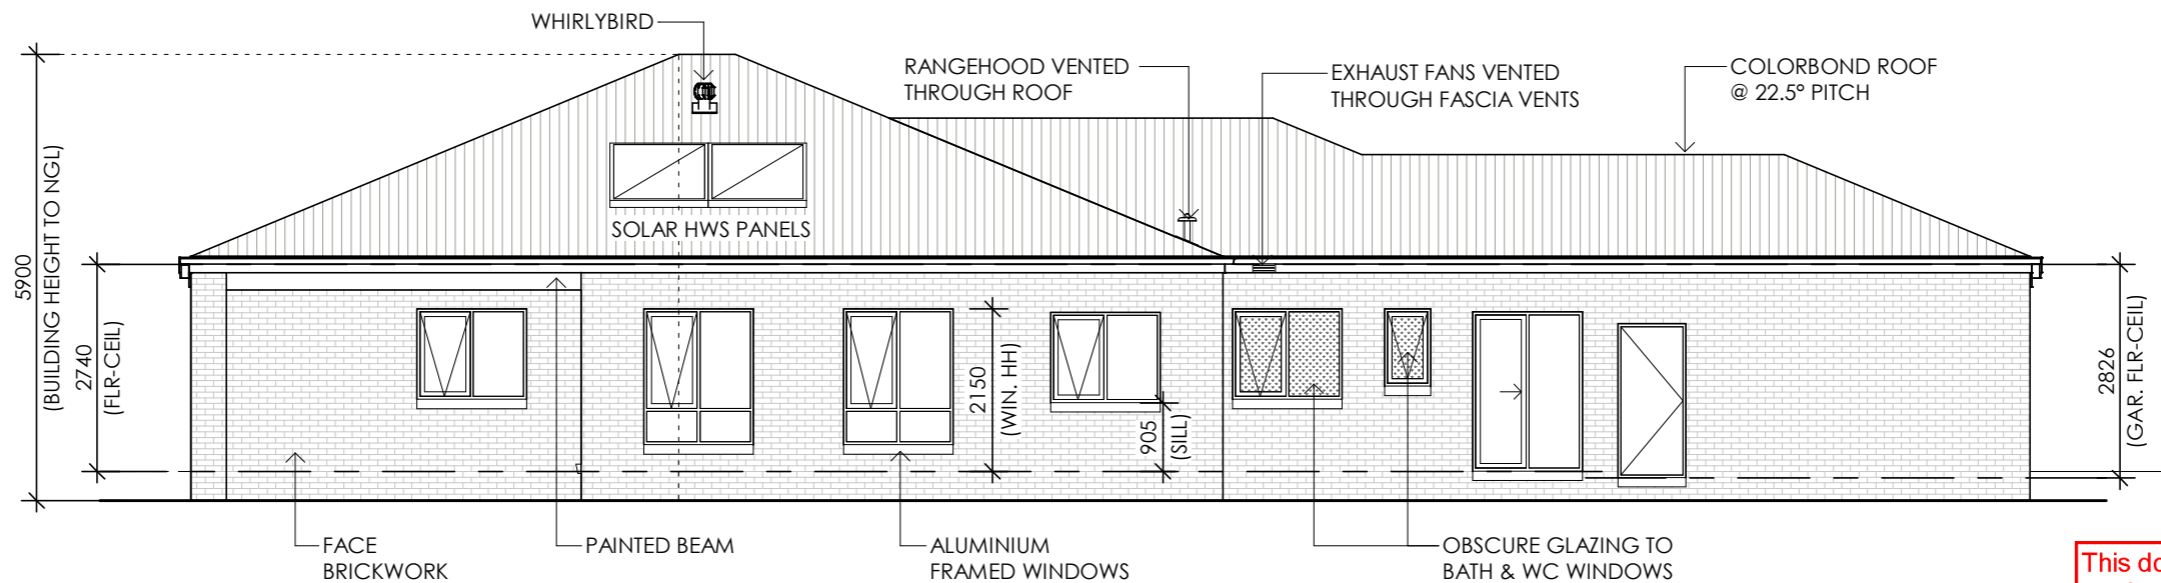 WHIRLYBIRD
RANGEHOOD VENTED
THROUGH ROOF
EXHAUST FANS VENTED
THROUGH FASCIA VENTS
COLORBOND ROOF
@ 22.5° PITCH
5900
(BUILDING HEIGHT TO NGL)
2740
(FLR-CEIL)
SOLAR HWS PANELS
2150
(WIN. HH)
905
(SILL)
2826
(GAR. FLR-CEIL)
FACE
BRICKWORK
PAINTED BEAM
ALUMINIUM
FRAMED WINDOWS
OBSCURE GLAZING TO
BATH & WC WINDOWS
This